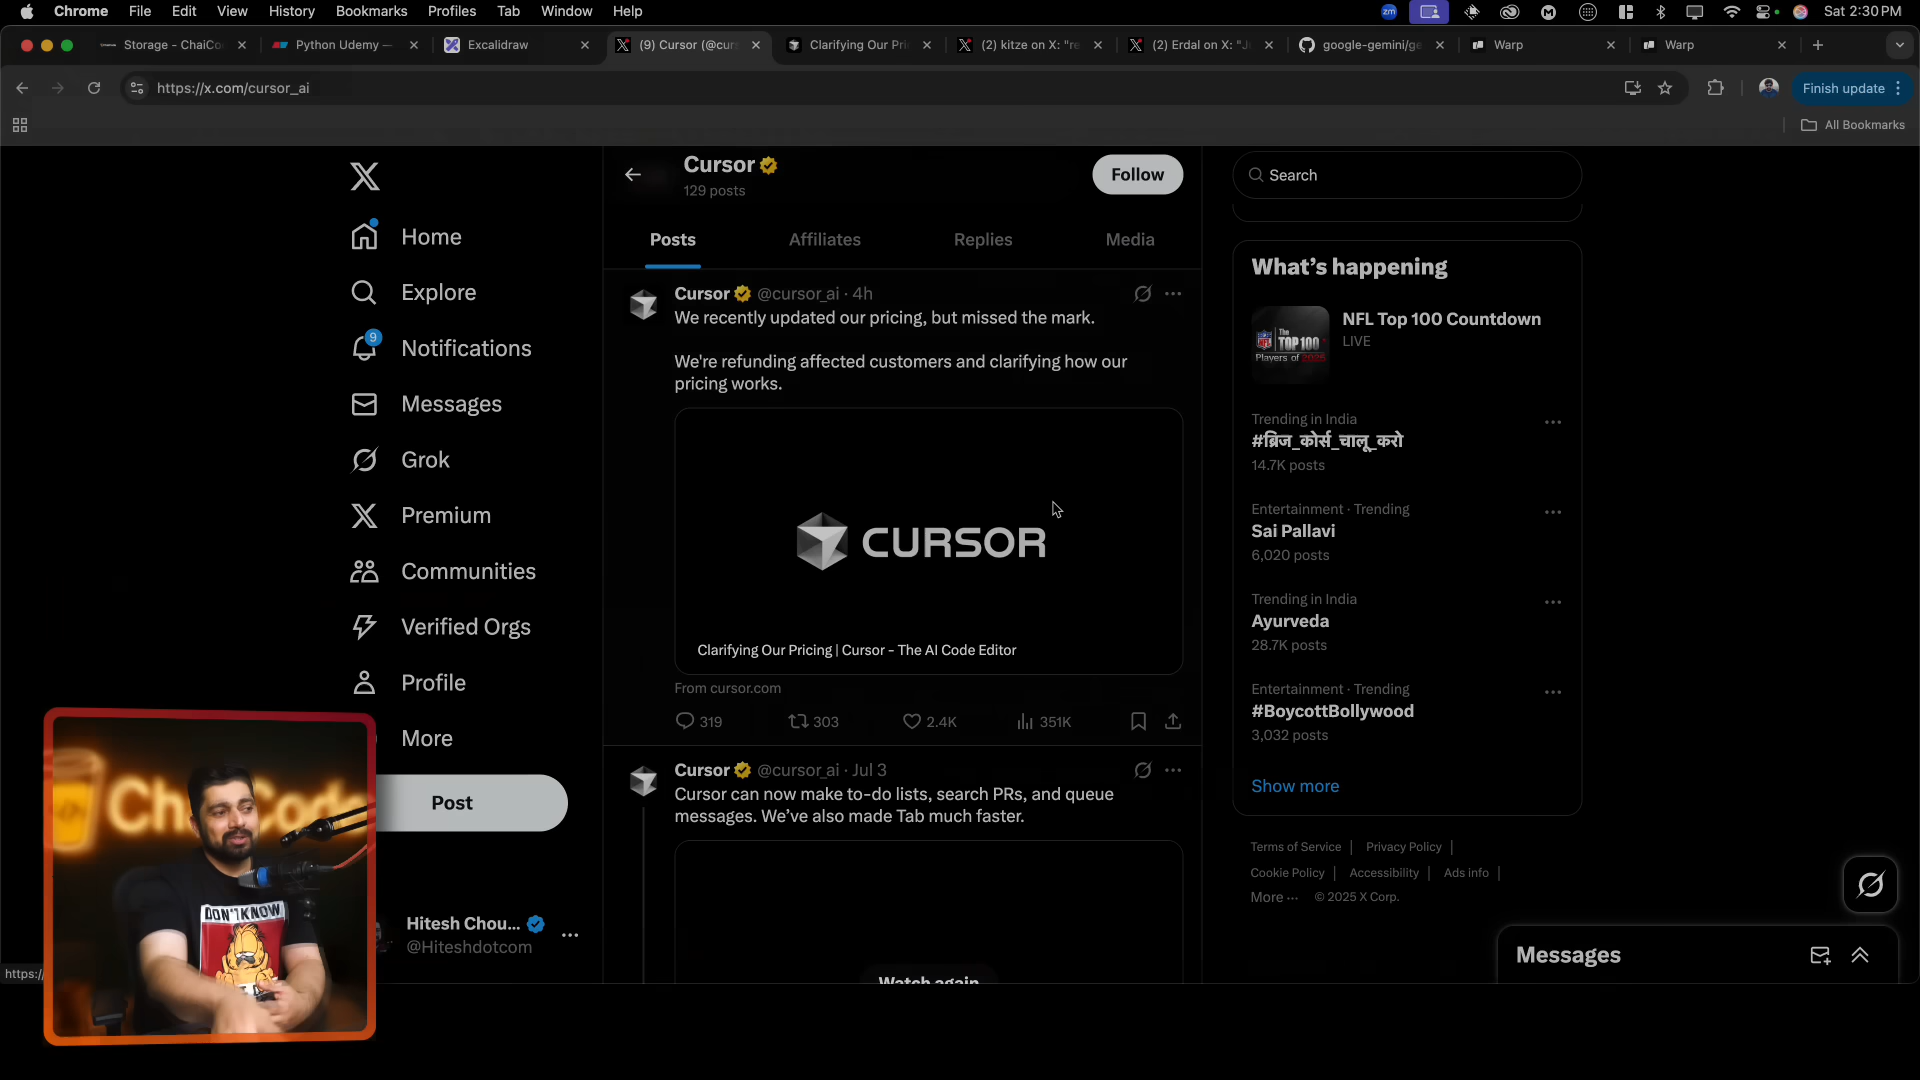 Chrome File Edit View History Bookmarks Profiles Tab Window Help
zm
Sat 2:30 PM
Storage - ChaiCo
Python Udemy —
Excalidraw
(9) Cursor (@cur
Clarifying Our Pri
(2) kitze on X: "re
(2) Erdal on X: "J
google-gemini/ge
Warp
Warp
https://x.com/cursor_ai
Finish update
All Bookmarks
Home
Explore
9
Notifications
Messages
Grok
Premium
Communities
Verified Orgs
Profile
More
Post
Hitesh Chou...
@Hiteshdotcom
https:/
Cursor
129 posts
Follow
Posts Affiliates Replies Media
Cursor @cursor_ai · 4h
We recently updated our pricing, but missed the mark.
We're refunding affected customers and clarifying how our
pricing works.
CURSOR
Clarifying Our Pricing | Cursor - The AI Code Editor
From cursor.com
319 303 2.4K 351K
Cursor @cursor_ai · Jul 3
Cursor can now make to-do lists, search PRs, and queue
messages. We’ve also made Tab much faster.
Watch again
Search
What’s happening
The
TOP 100
Players of 2025
NFL Top 100 Countdown
LIVE
Trending in India
#ब्रिज_कोर्स_चालू_करो
14.7K posts
Entertainment · Trending
Sai Pallavi
6,020 posts
Trending in India
Ayurveda
28.7K posts
Entertainment · Trending
#BoycottBollywood
3,032 posts
Show more
Terms of Service | Privacy Policy |
Cookie Policy | Accessibility | Ads info |
More ··· © 2025 X Corp.
Messages
DON'T KNOW